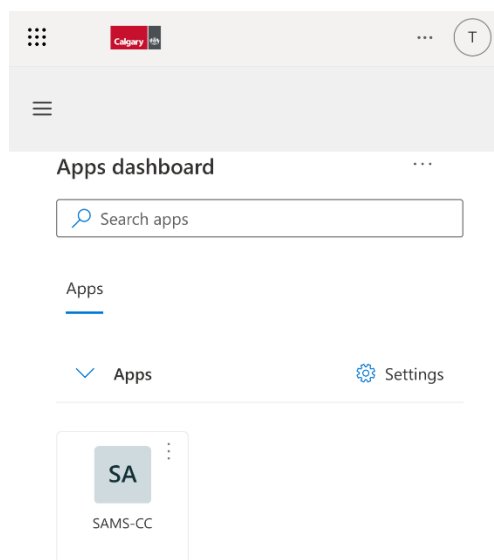 Calgary
T
Apps dashboard
Search apps
Apps
Apps
Settings
SA
SAMS-CC